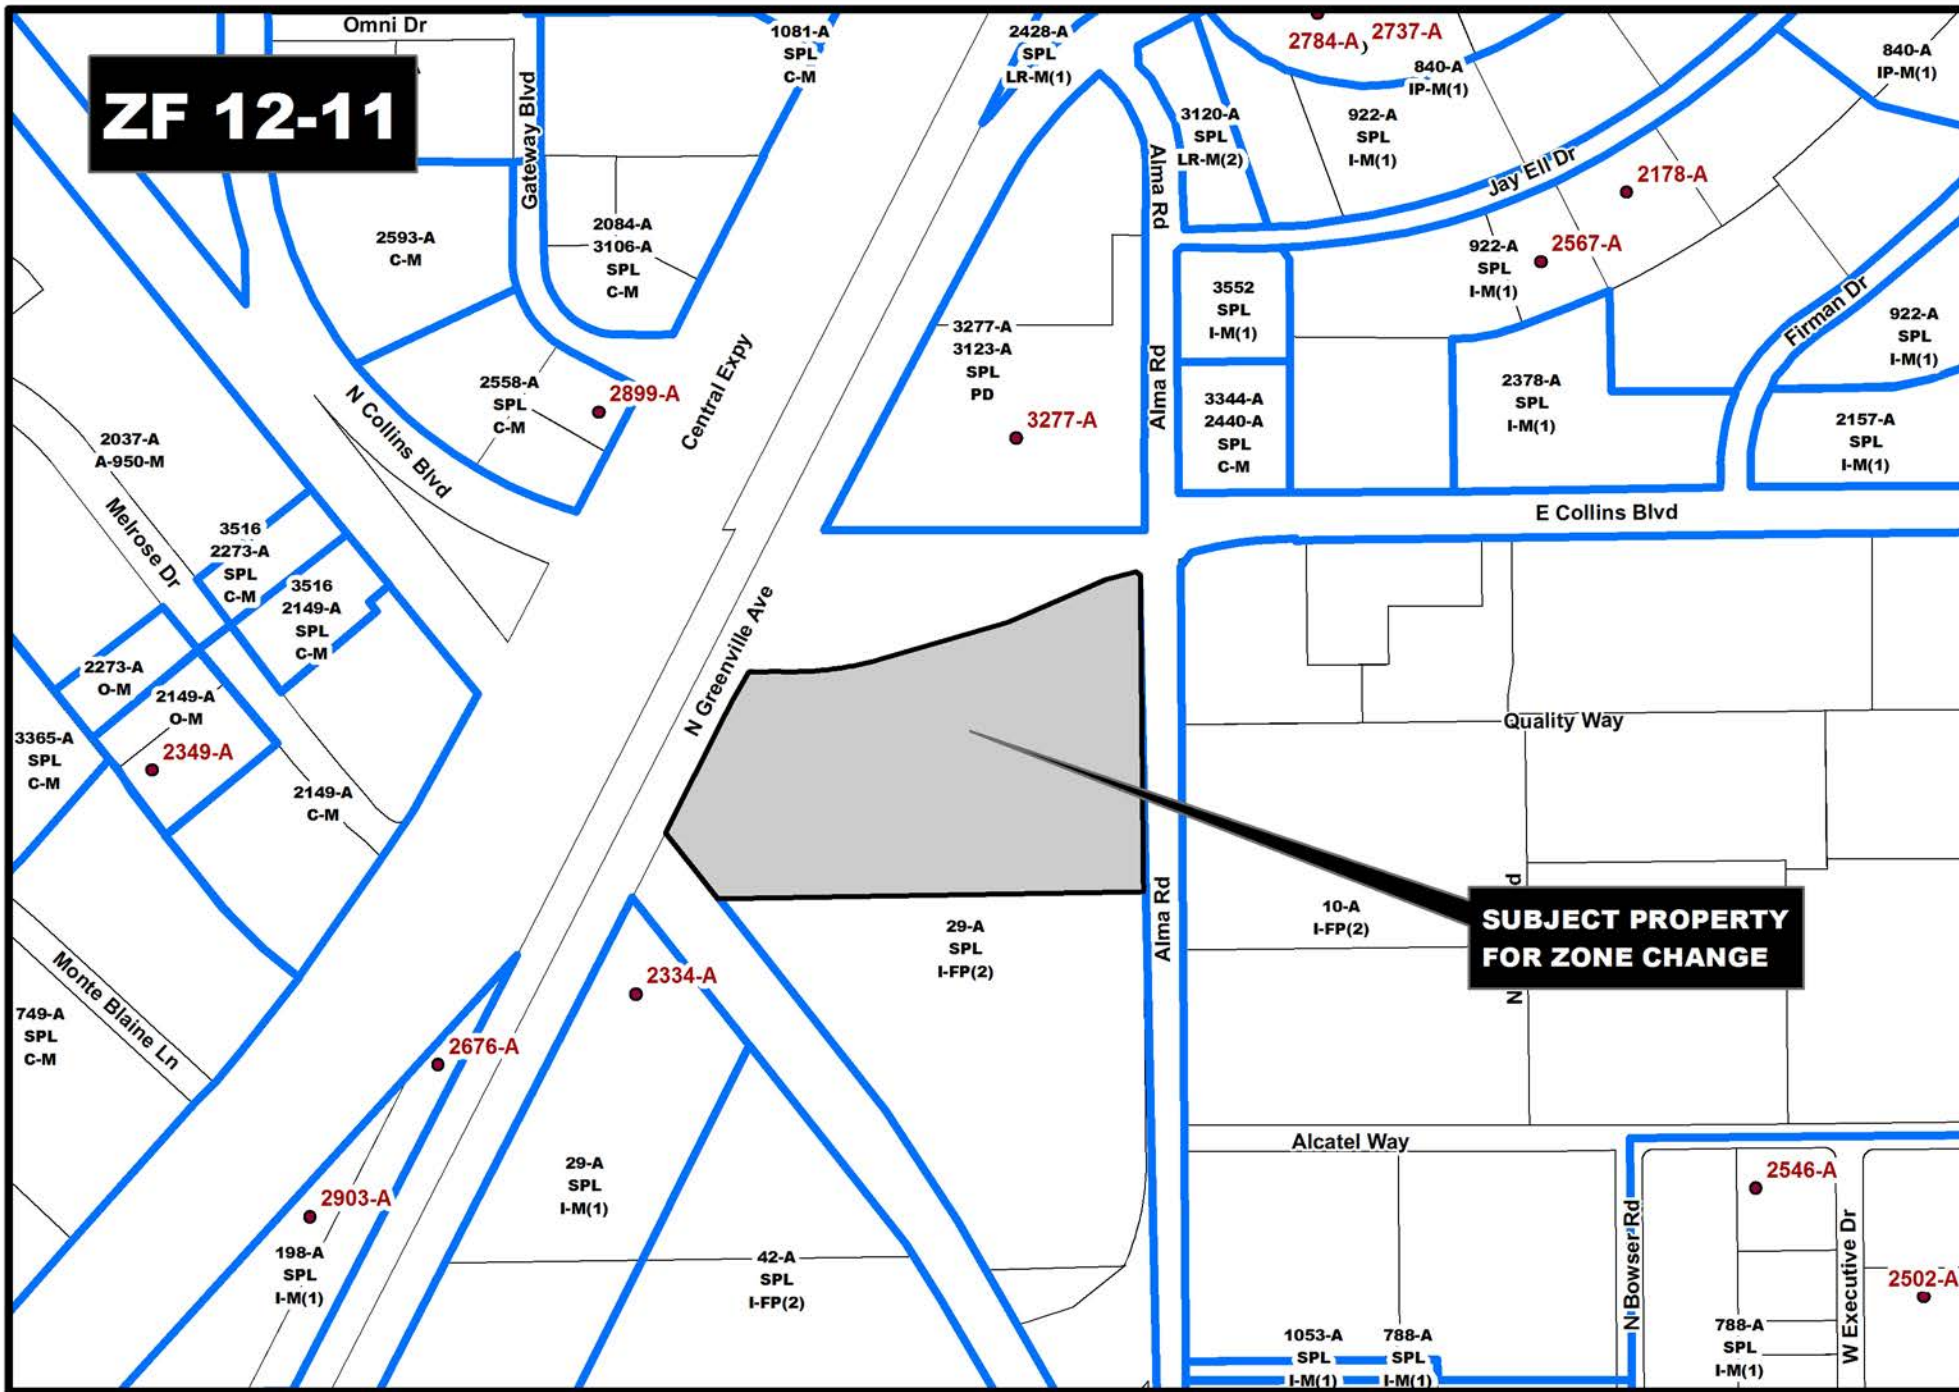 Omni Dr
ZF 12-11
Gateway Blvd
1081-A
SPL
C-M
2428-A
SPL
LR-M(1)
2784-A
2737-A
840-A
IP-M(1)
840-A
IP-M(1)
3120-A
SPL
LR-M(2)
922-A
SPL
I-M(1)
Jay Ell Dr
2178-A
Alma Rd
2593-A
C-M
2084-A
3106-A
SPL
C-M
922-A
SPL
I-M(1)
2567-A
3552
SPL
I-M(1)
Firman Dr
922-A
SPL
I-M(1)
3277-A
3123-A
SPL
PD
3277-A
Central Expy
2558-A
SPL
C-M
2899-A
N Collins Blvd
Alma Rd
3344-A
2440-A
SPL
C-M
2378-A
SPL
I-M(1)
2157-A
SPL
I-M(1)
2037-A
A-950-M
Melrose Dr
E Collins Blvd
3516
2273-A
SPL
C-M
3516
2149-A
SPL
C-M
N Greenville Ave
2273-A
O-M
2149-A
O-M
Quality Way
3365-A
SPL
C-M
2349-A
2149-A
C-M
Alma Rd
29-A
SPL
I-FP(2)
10-A
I-FP(2)
SUBJECT PROPERTY
FOR ZONE CHANGE
2334-A
Monte Blaine Ln
749-A
SPL
C-M
2676-A
Alcatel Way
29-A
SPL
I-M(1)
2546-A
2903-A
198-A
SPL
I-M(1)
42-A
SPL
I-FP(2)
N Bowser Rd
W Executive Dr
2502-A
1053-A
SPL
I-M(1)
788-A
SPL
I-M(1)
788-A
SPL
I-M(1)